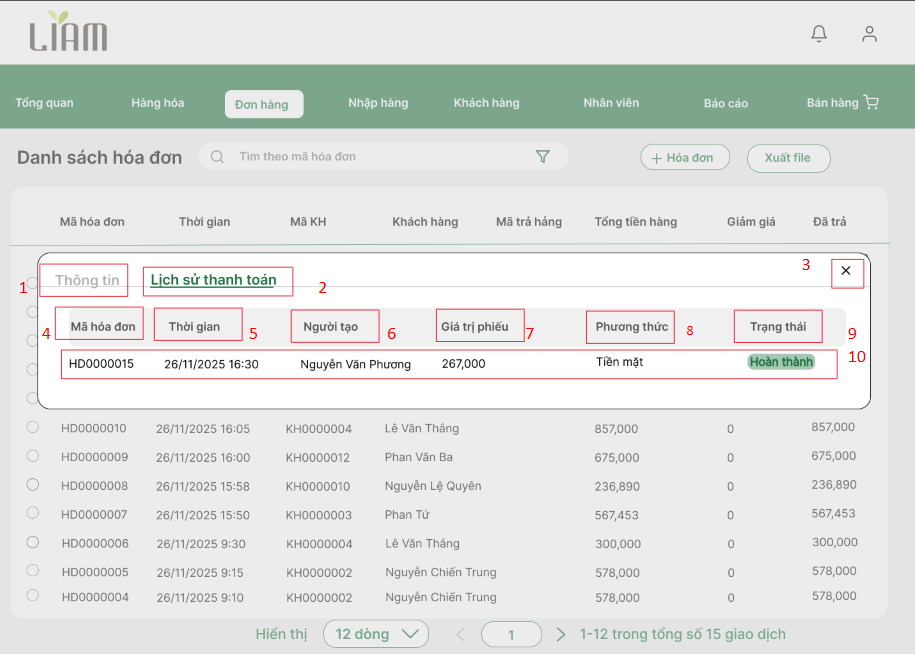 LIAM
Tổng quan Hàng hóa Đơn hàng Nhập hàng Khách hàng Nhân viên Báo cáo Bán hàng
Danh sách hóa đơn Tìm theo mã hóa đơn + Hóa đơn Xuất file
Mã hóa đơn Thời gian Mã KH Khách hàng Mã trả hảng Tổng tiền hàng Giảm giá Đã trả
1 Thông tin Lịch sử thanh toán 2 3 ×
4 Mã hóa đơn Thời gian 5 Người tạo 6 Giá trị phiếu 7 Phương thức 8 Trạng thái 9
HD0000015 26/11/2025 16:30 Nguyễn Văn Phương 267,000 Tiền mặt Hoàn thành 10
HD0000010 26/11/2025 16:05 KH0000004 Lê Văn Thắng 857,000 0 857,000
HD0000009 26/11/2025 16:00 KH0000012 Phan Văn Ba 675,000 0 675,000
HD0000008 26/11/2025 15:58 KH0000010 Nguyễn Lệ Quyên 236,890 0 236,890
HD0000007 26/11/2025 15:50 KH0000003 Phan Tứ 567,453 0 567,453
HD0000006 26/11/2025 9:30 KH0000004 Lê Văn Thắng 300,000 0 300,000
HD0000005 26/11/2025 9:15 KH0000002 Nguyễn Chiến Trung 578,000 0 578,000
HD0000004 26/11/2025 9:10 KH0000002 Nguyễn Chiến Trung 578,000 0 578,000
Hiển thị 12 dòng 1 1-12 trong tổng số 15 giao dịch